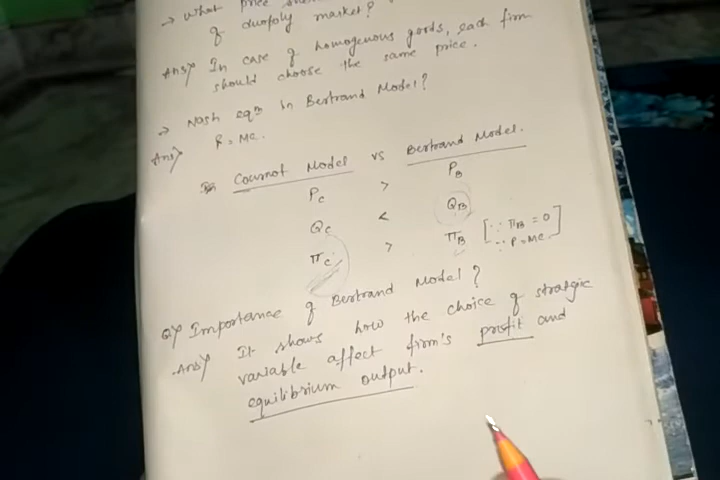 → What price
of duopoly market?
Ans) In case of homogenous goods, each firm
should choose the same price.
→ Nash eqm in Bertrand Model?
Ans) P = MC.
Cournot Model vs Bertrand Model.
Pc > PB
Qc < QB
πc > πB [∵ πB = 0
∵ P = MC]
Q) Importance of Bertrand Model?
Ans) It shows how the choice of stratgic
variable affect firm's profit and
equilibrium output.